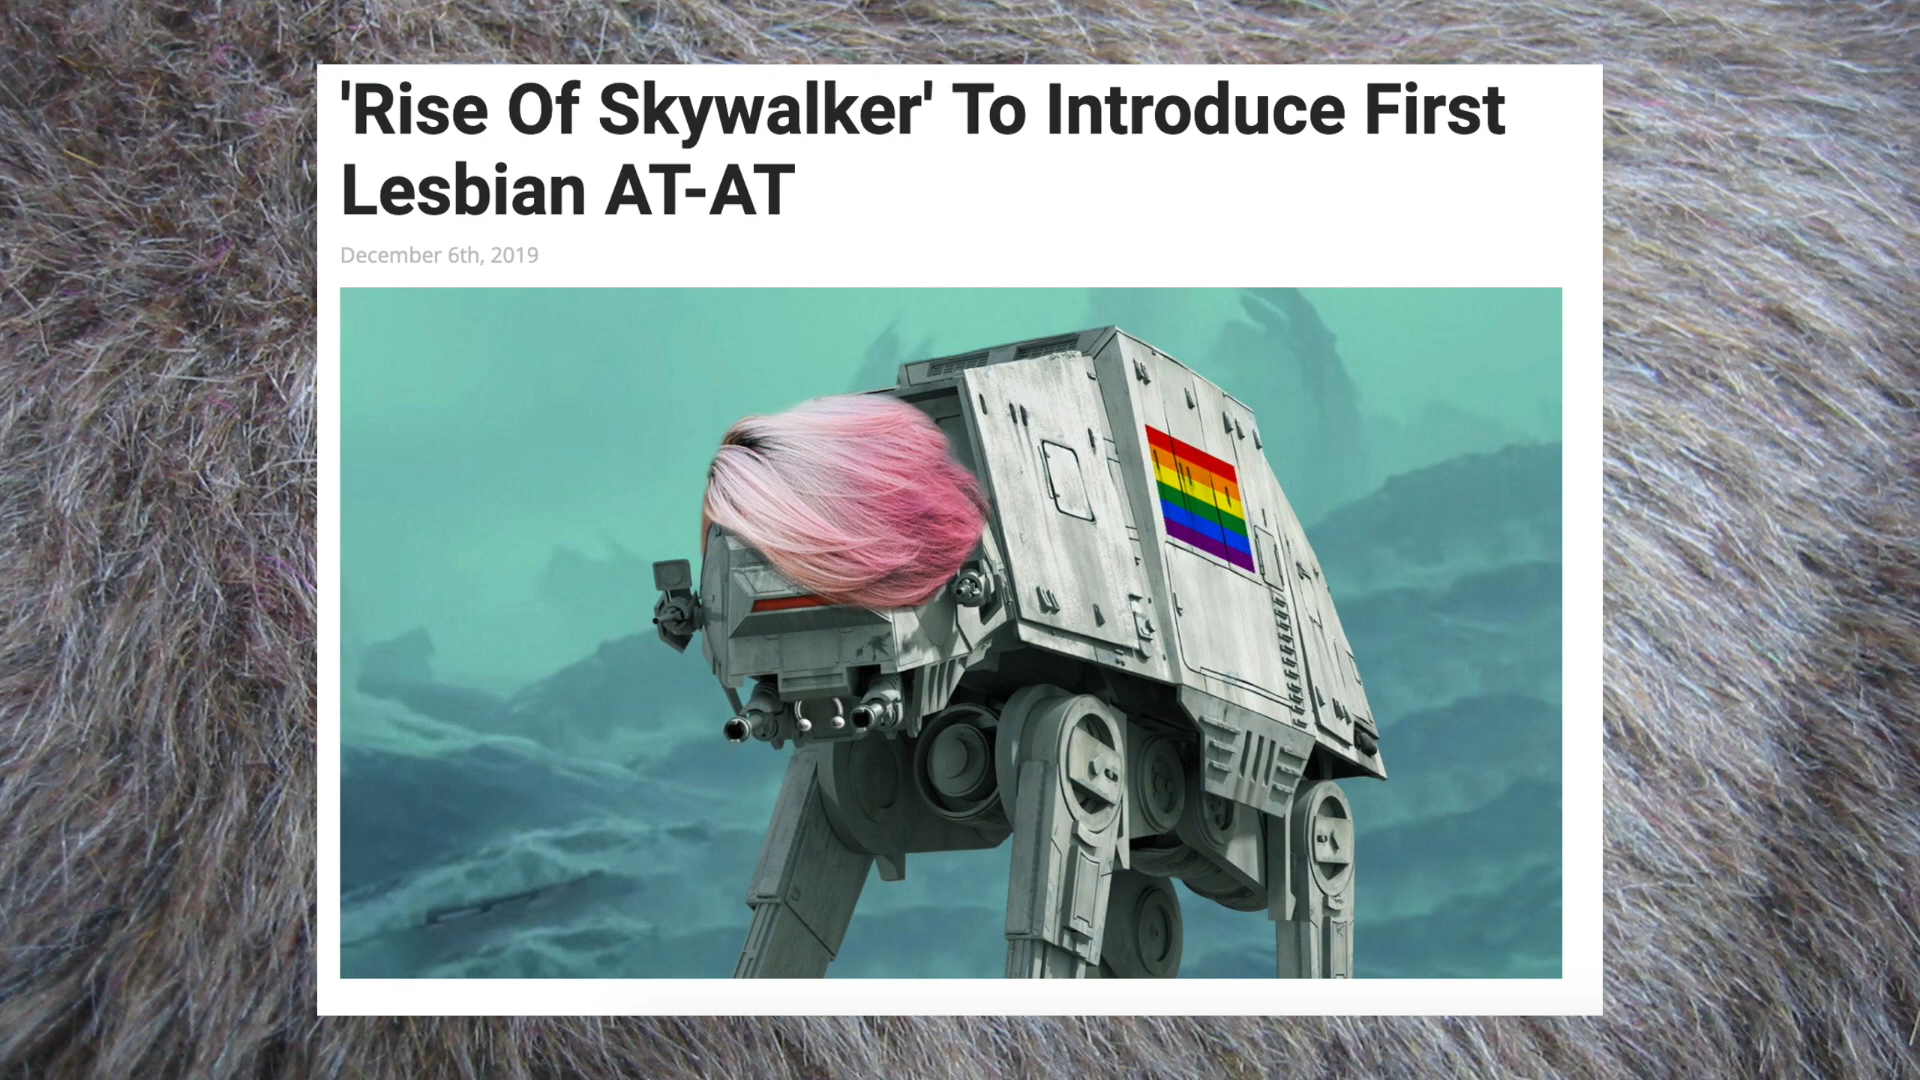 'Rise Of Skywalker' To Introduce First
Lesbian AT-AT
December 6th, 2019